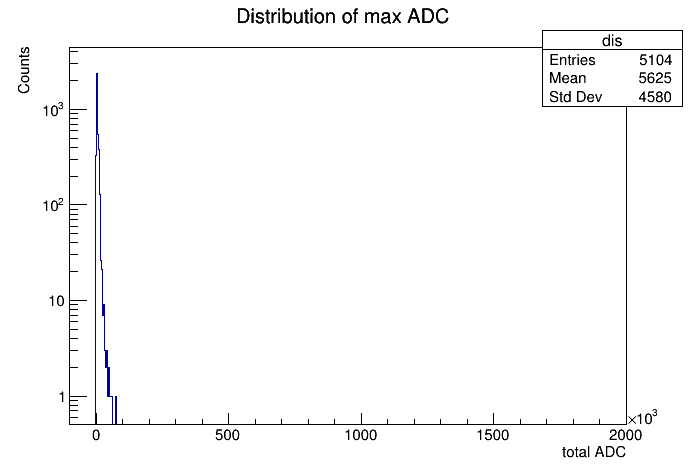 Distribution of max ADC
dis
Entries 5104
Mean 5625
Std Dev 4580
Counts
10³
10²
10
1
0 500 1000 1500 2000
×10³
total ADC